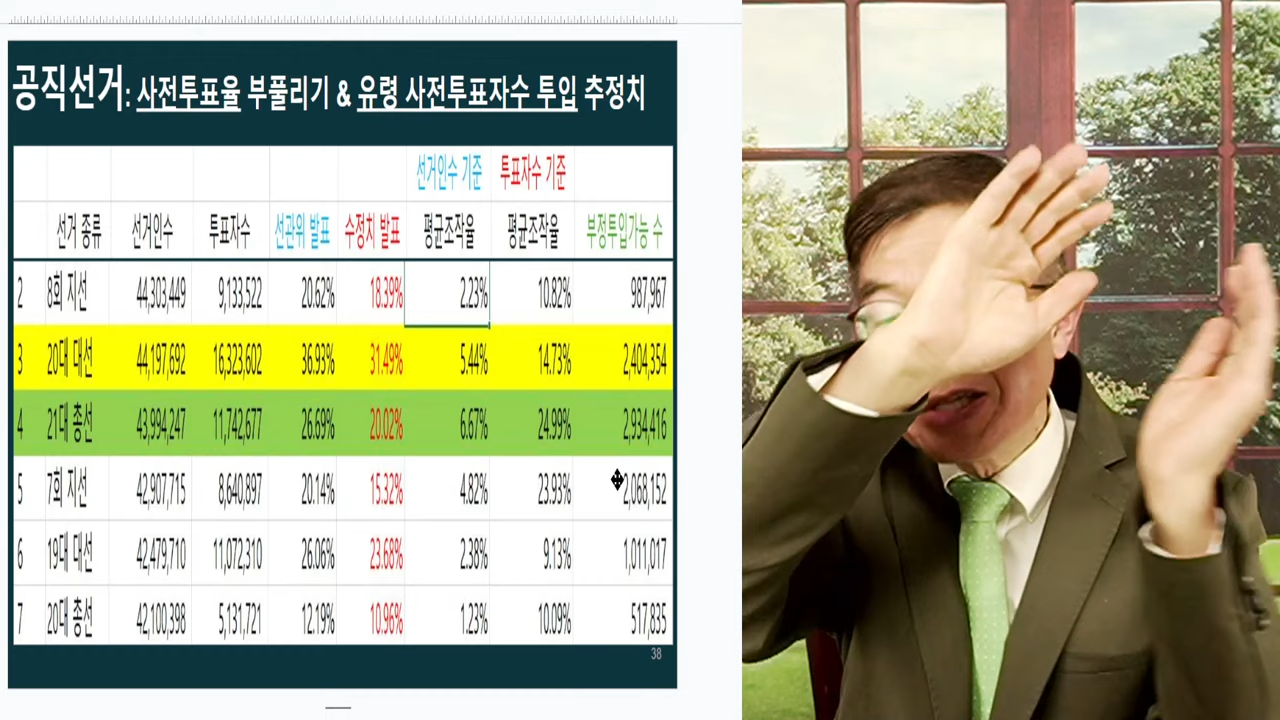 공직선거: 사전투표율 부풀리기 & 유령 사전투표자수 투입 추정치
선거인수 기준 투표자수 기준
선거 종류 선거인수 투표자수 선관위 발표 수정치 발표 평균조작율 평균조작율 부정투입가능 수
2 8회 지선 44,303,449 9,133,522 20.62% 18.39% 2.23% 10.82% 987,967
3 20대 대선 44,197,692 16,323,602 36.93% 31.49% 5.44% 14.73% 2,404,354
4 21대 총선 43,994,247 11,742,677 26.69% 20.02% 6.67% 24.99% 2,934,416
5 7회 지선 42,907,715 8,640,897 20.14% 15.32% 4.82% 23.93% 2,068,152
6 19대 대선 42,479,710 11,072,310 26.06% 23.68% 2.38% 9.13% 1,011,017
7 20대 총선 42,100,398 5,131,721 12.19% 10.96% 1.23% 10.09% 517,835
38